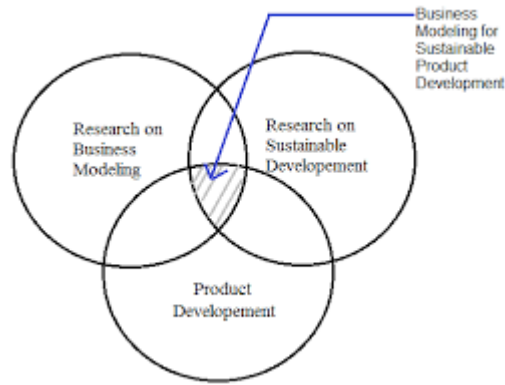 Business
Modeling for
Sustainable
Product
Development
Research on
Business
Modeling
Research on
Sustainable
Developement
Product
Developement